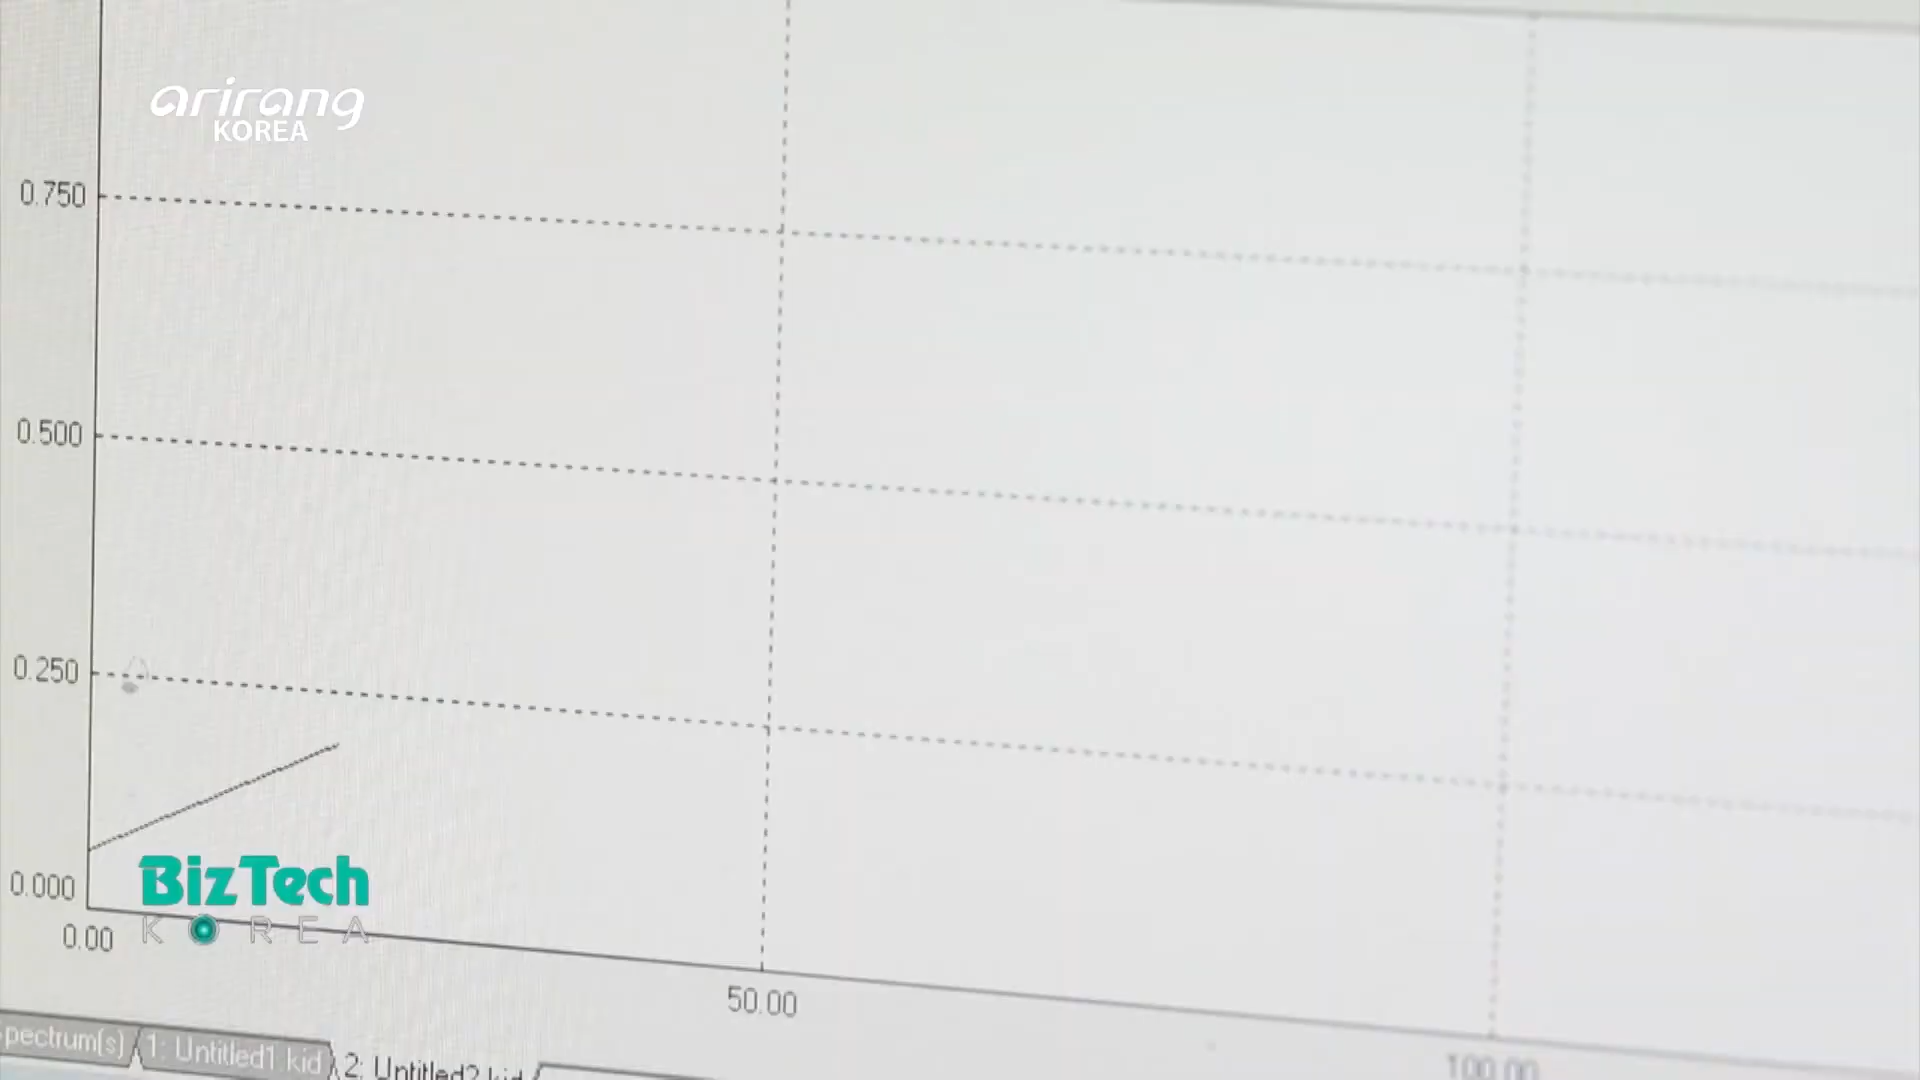 arirang
KOREA
0.750
0.500
0.250
0.000
0.00
50.00
100.00
BizTech
KOREA
pectrum(s)
1: Untitled1.kid
2: Untitled2.kid